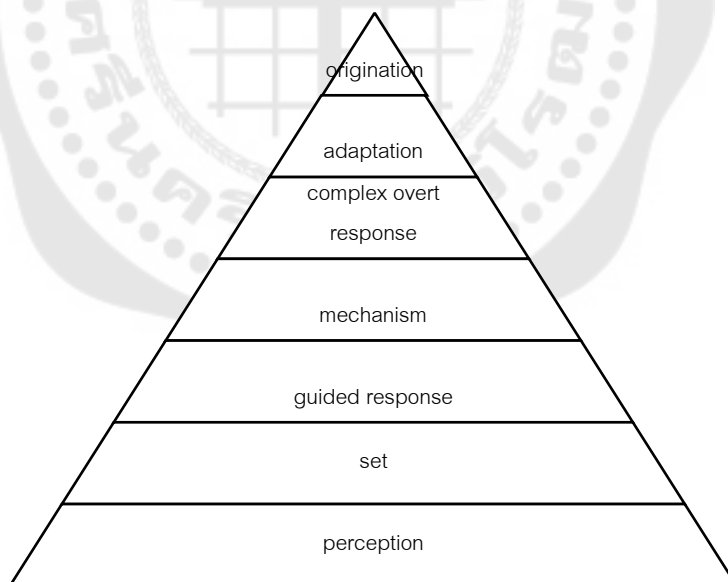 origination
adaptation
complex overt
response
mechanism
guided response
set
perception